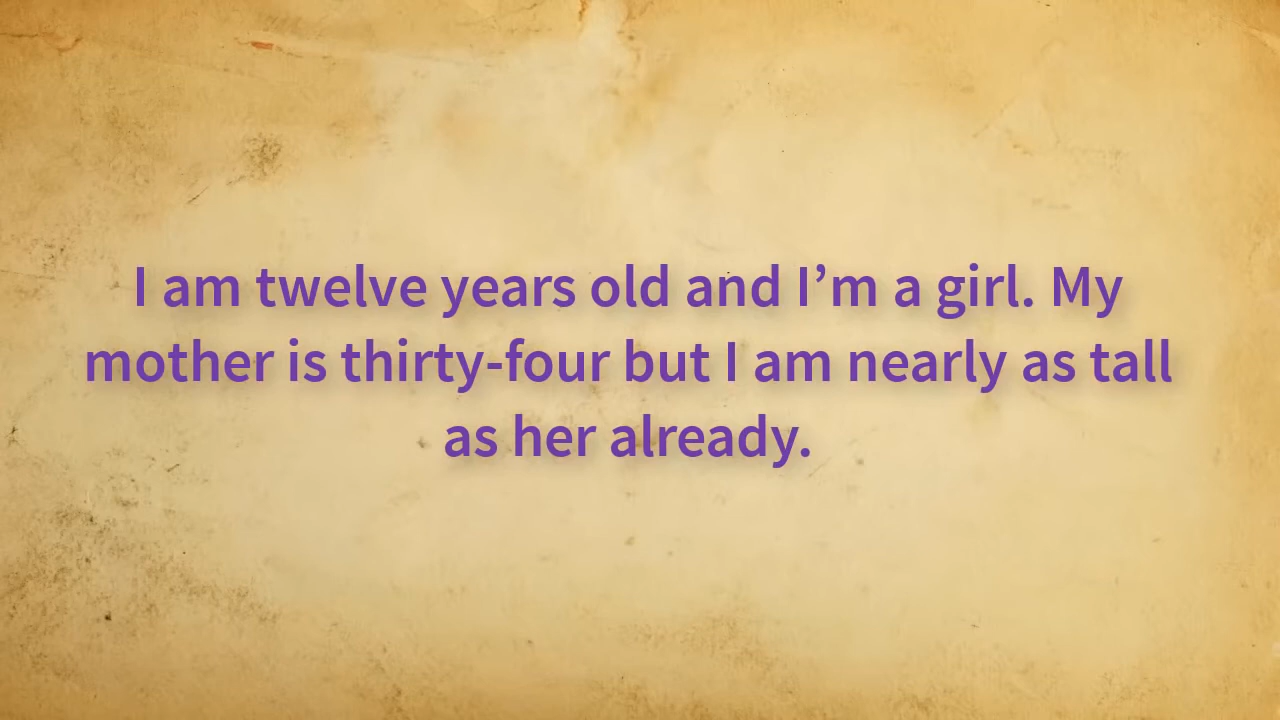 I am twelve years old and I’m a girl. My
mother is thirty-four but I am nearly as tall
as her already.